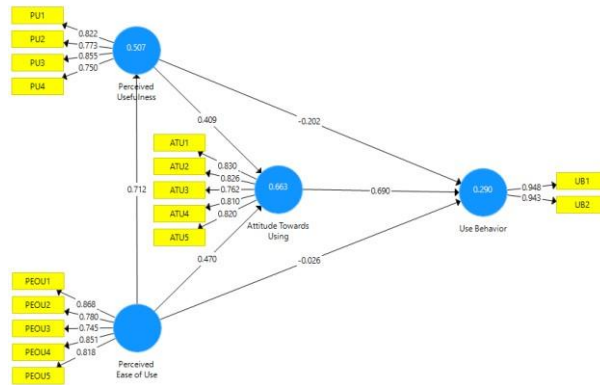 PU1
PU2
PU3
PU4
0.822
0.773
0.855
0.750
0.507
Perceived
Usefulness
0.409
-0.202
0.712
ATU1
ATU2
ATU3
ATU4
ATU5
0.830
0.826
0.762
0.810
0.820
0.663
Attitude Towards
Using
0.690
0.290
Use Behavior
0.948
0.943
UB1
UB2
0.470
-0.026
PEOU1
PEOU2
PEOU3
PEOU4
PEOU5
0.868
0.780
0.745
0.851
0.818
Perceived
Ease of Use